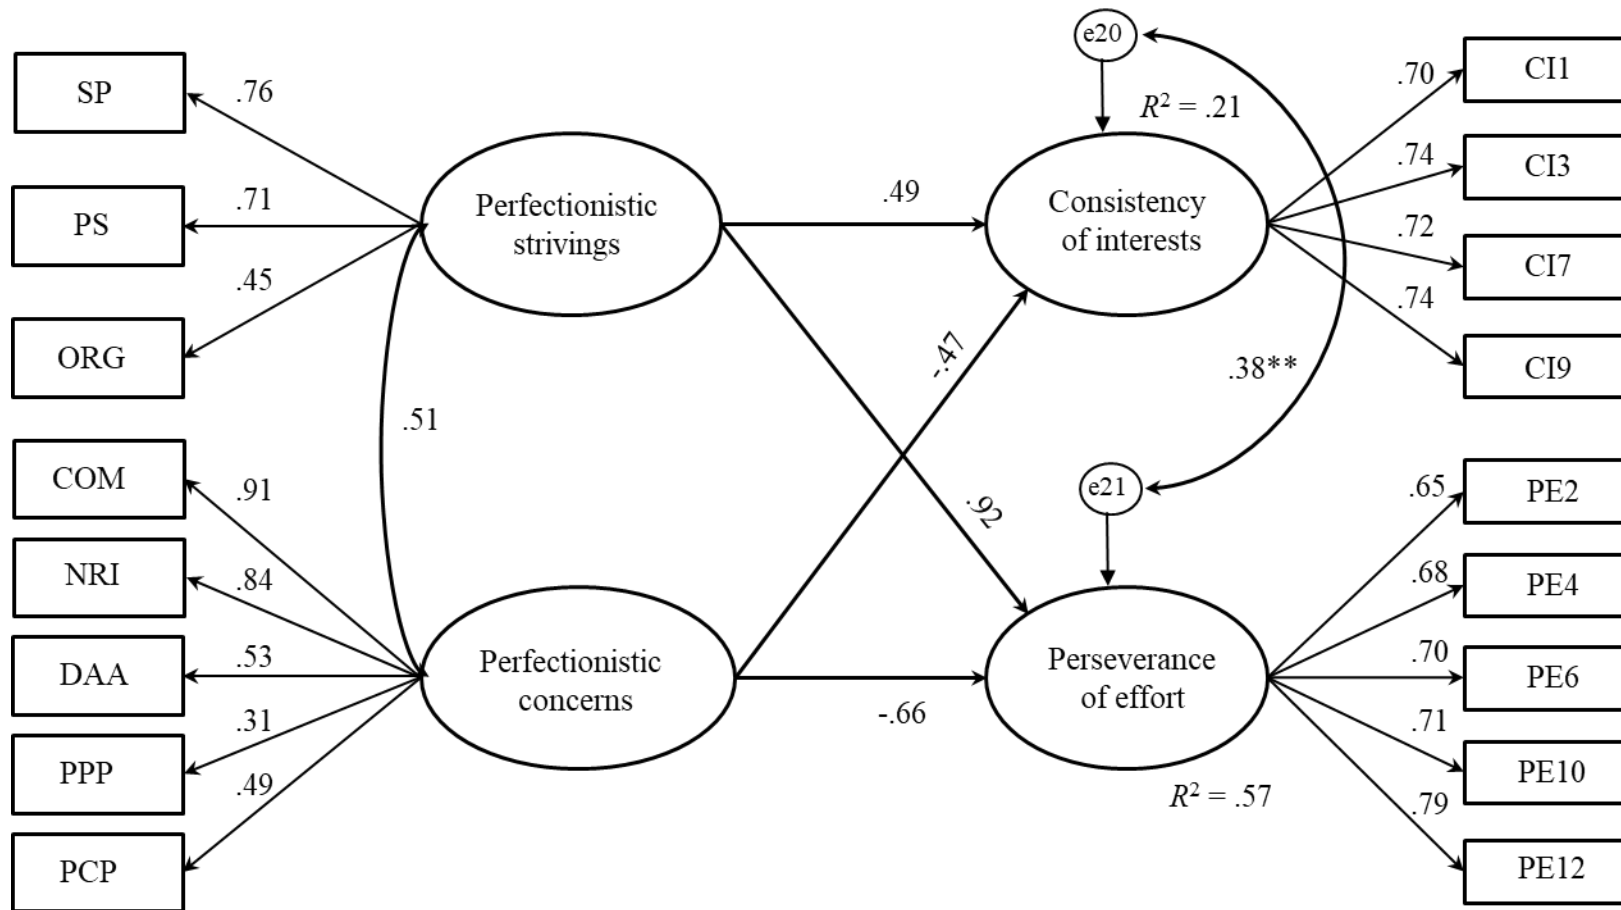 e20
SP
.76
R² = .21
.70
CI1
PS
.71
Perfectionistic
strivings
.49
Consistency
of interests
.74
CI3
.72
CI7
ORG
.45
.74
CI9
-.47
.38**
.51
COM
.91
.92
e21
.65
PE2
NRI
.84
.68
PE4
DAA
.53
Perfectionistic
concerns
-.66
Perseverance
of effort
.70
PE6
PPP
.31
.71
PE10
PCP
.49
R² = .57
.79
PE12